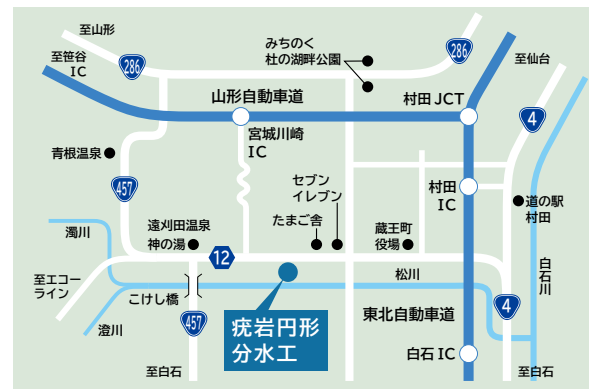 至山形
至笹谷
IC
286
みちのく
杜の湖畔公園
286
至仙台
山形自動車道
村田 JCT
4
宮城川崎
IC
青根温泉
457
セブン
イレブン
たまご舎
村田
IC
道の駅
村田
濁川
遠刈田温泉
神の湯
12
蔵王町
役場
白石川
至エコー
ライン
こけし橋
松川
澄川
457
疣岩円形
分水工
東北自動車道
4
白石 IC
至白石
至白石